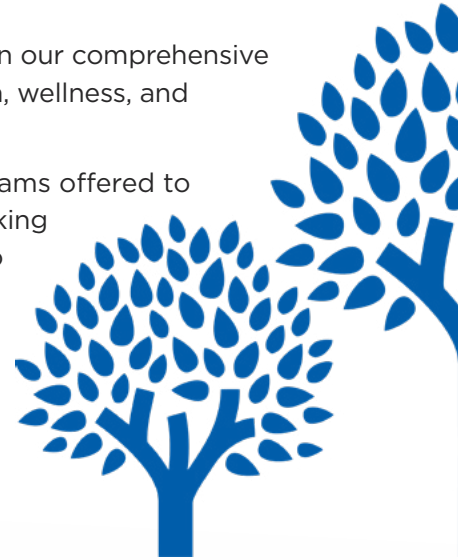 n our comprehensive
, wellness, and
ams offered to
king